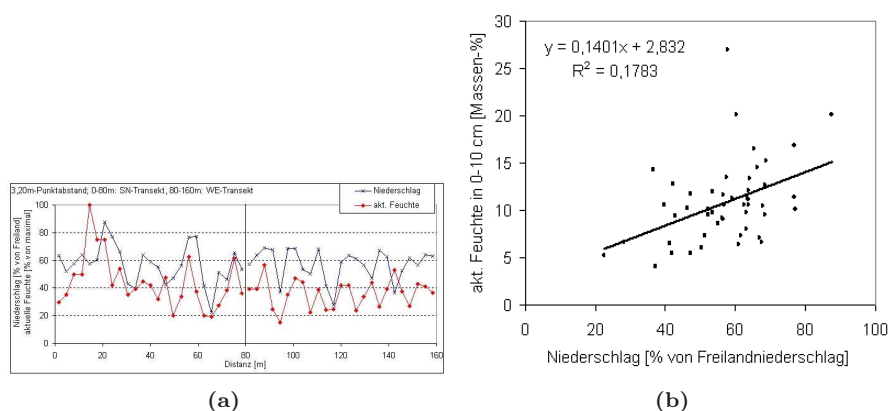 3,20m-Punktabstand; 0-80m: SN-Transekt, 80-160m: WE-Transekt
Niederschlag
akt. Feuchte
Niederschlag [% von Freiland]
aktuelle Feuchte [% von maximal]
100
80
60
40
20
0
0 20 40 60 80 100 120 140 160
Distanz [m]
(a)
y = 0,1401x + 2,832
R² = 0,1783
akt. Feuchte in 0-10 cm [Massen-%]
30
25
20
15
10
5
0
0 20 40 60 80 100
Niederschlag [% von Freilandniederschlag]
(b)